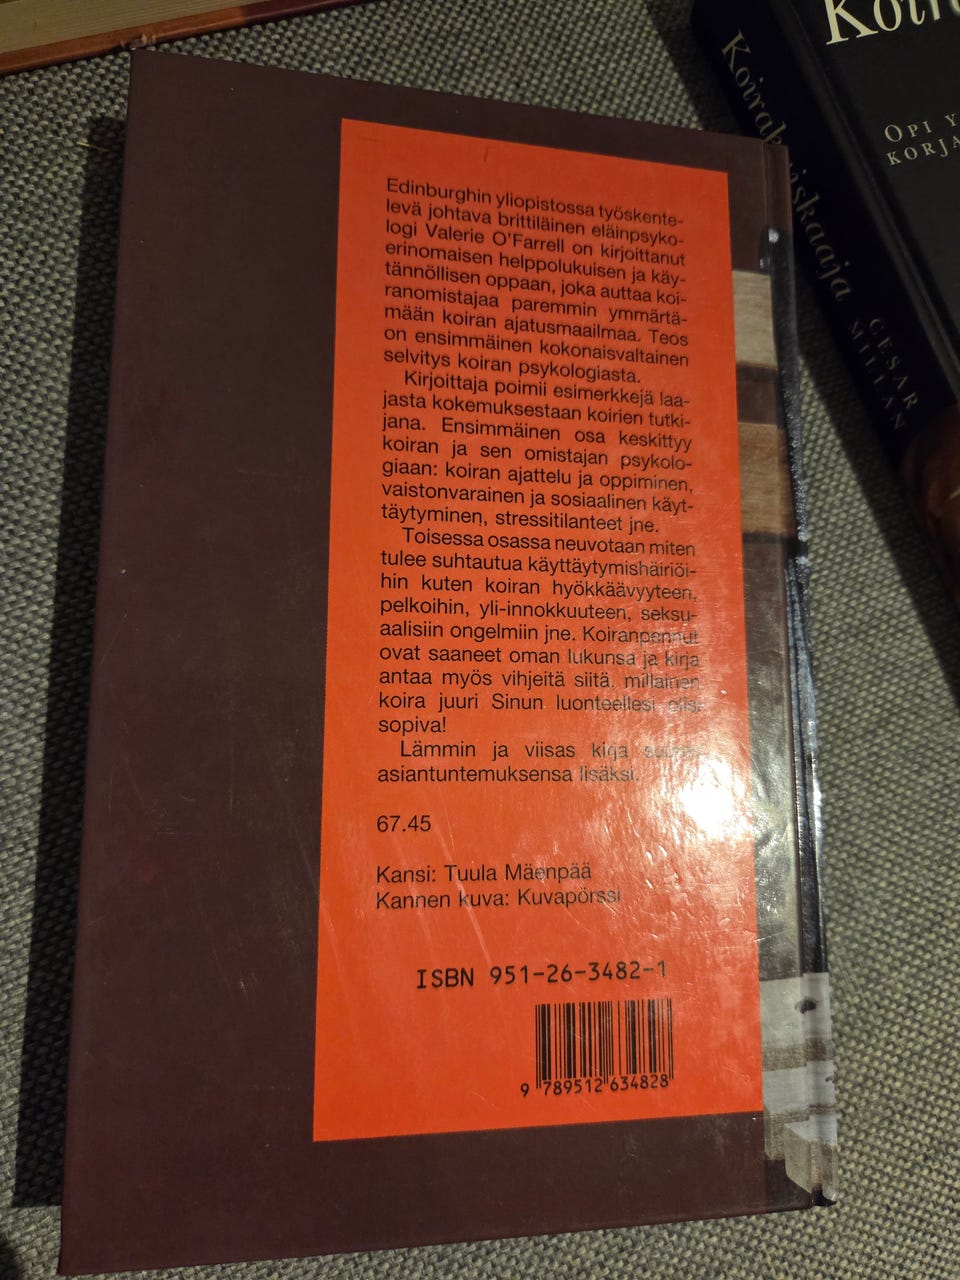 Edinburghin yliopistossa työskente-
levä johtava brittiläinen eläinpsyko-
logi Valerie O'Farrell on kirjoittanut
erinomaisen helppolukuisen ja käy-
tännöllisen oppaan, joka auttaa koi-
ranomistajaa paremmin ymmärtä-
mään koiran ajatusmaailmaa. Teos
on ensimmäinen kokonaisvaltainen
selvitys koiran psykologiasta.
Kirjoittaja poimii esimerkkejä laa-
jasta kokemuksestaan koirien tutki-
jana. Ensimmäinen osa keskittyy
koiran ja sen omistajan psykolo-
giaan: koiran ajattelu ja oppiminen,
vaistonvarainen ja sosiaalinen käyt-
täytyminen, stressitilanteet jne.
Toisessa osassa neuvotaan miten
tulee suhtautua käyttäytymishäiriöi-
hin kuten koiran hyökkäävyyteen,
pelkoihin, yli-innokkuuteen, seksu-
aalisiin ongelmiin jne. Koiranpennut
ovat saaneet oman lukunsa ja kirja
antaa myös vihjeitä siitä, millainen
koira juuri Sinun luonteellesi olisi
sopiva!
Lämmin ja viisas kirja
asiantuntemuksensa lisäksi.
67.45
Kansi: Tuula Mäenpää
Kannen kuva: Kuvapörssi
ISBN 951-26-3482-1
9 789512 634828
Koirakuiskaaja
CESAR
MILLAN
OPI